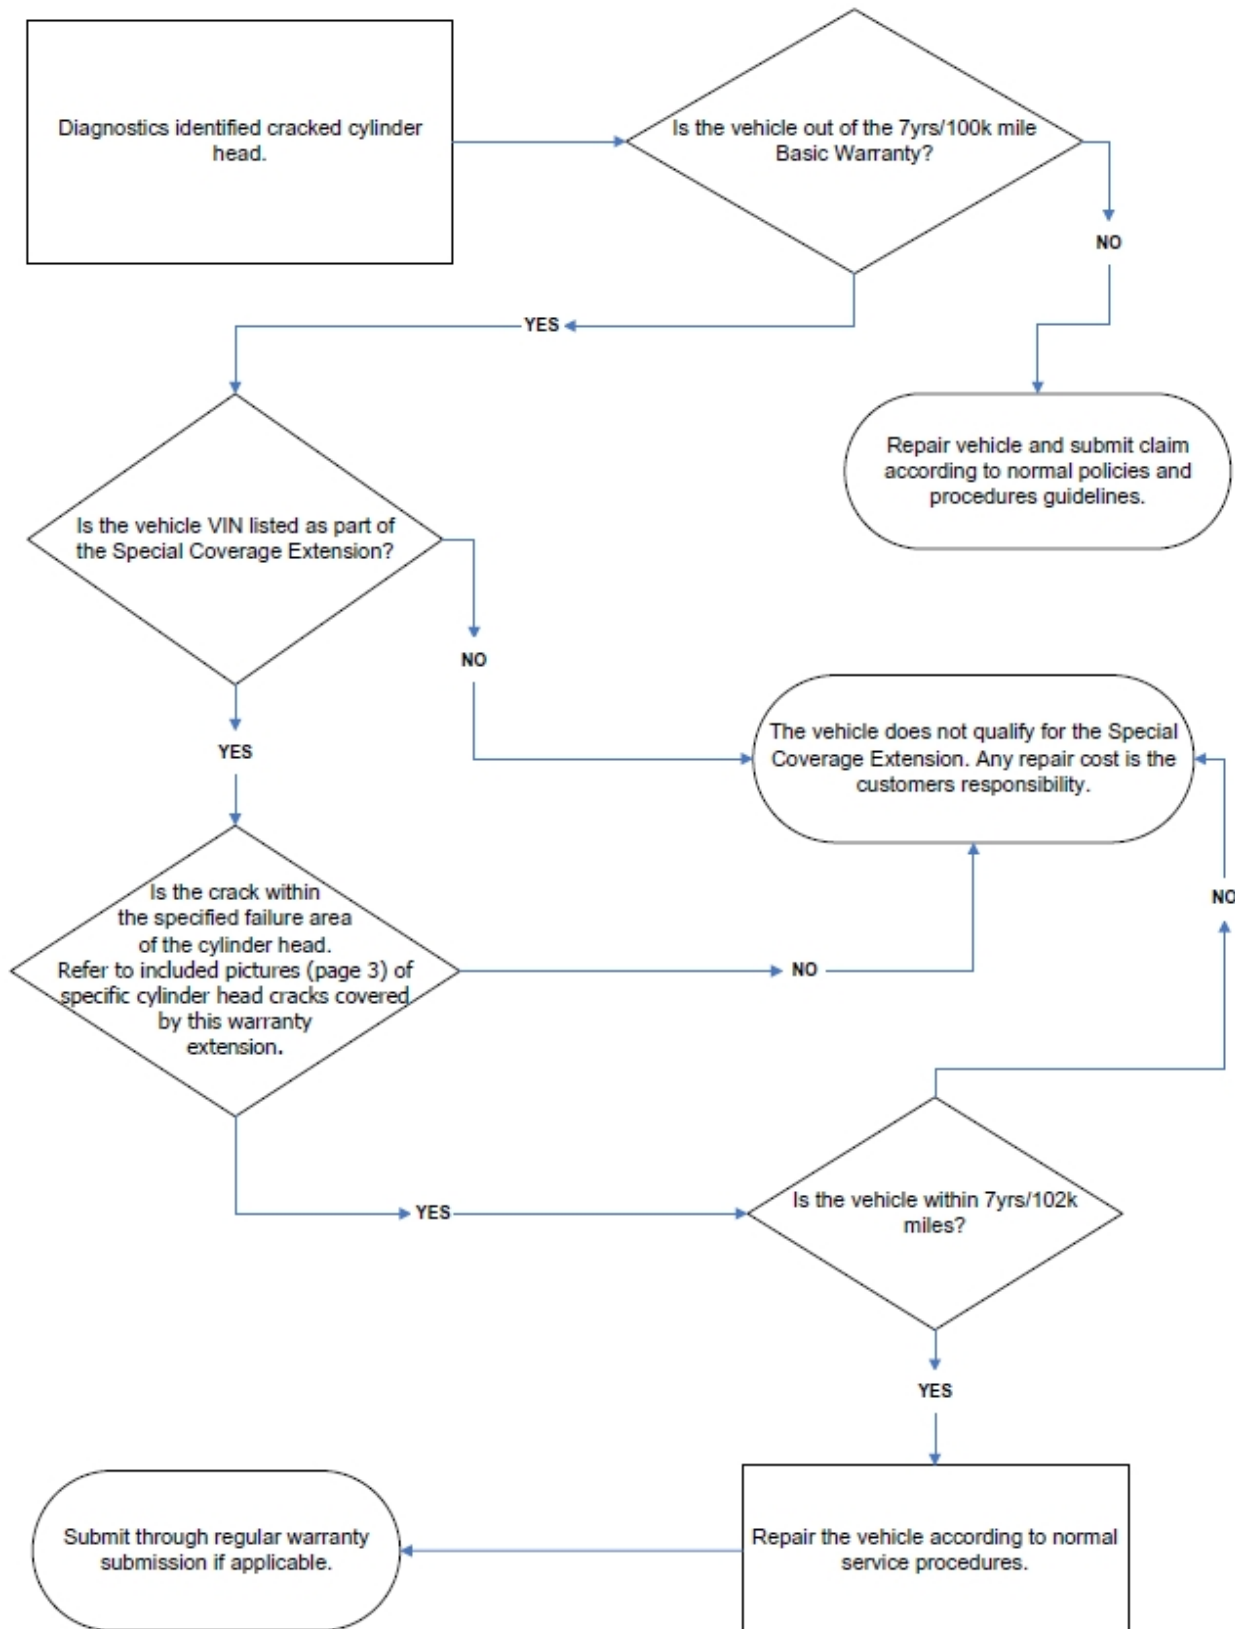 Diagnostics identified cracked cylinder
head.
Is the vehicle out of the 7yrs/100k mile
Basic Warranty?
NO
YES
Repair vehicle and submit claim
according to normal policies and
procedures guidelines.
Is the vehicle VIN listed as part of
the Special Coverage Extension?
NO
YES
The vehicle does not qualify for the Special
Coverage Extension. Any repair cost is the
customers responsibility.
Is the crack within
the specified failure area
of the cylinder head.
Refer to included pictures (page 3) of
specific cylinder head cracks covered
by this warranty
extension.
NO
NO
YES
Is the vehicle within 7yrs/102k
miles?
YES
Repair the vehicle according to normal
service procedures.
Submit through regular warranty
submission if applicable.